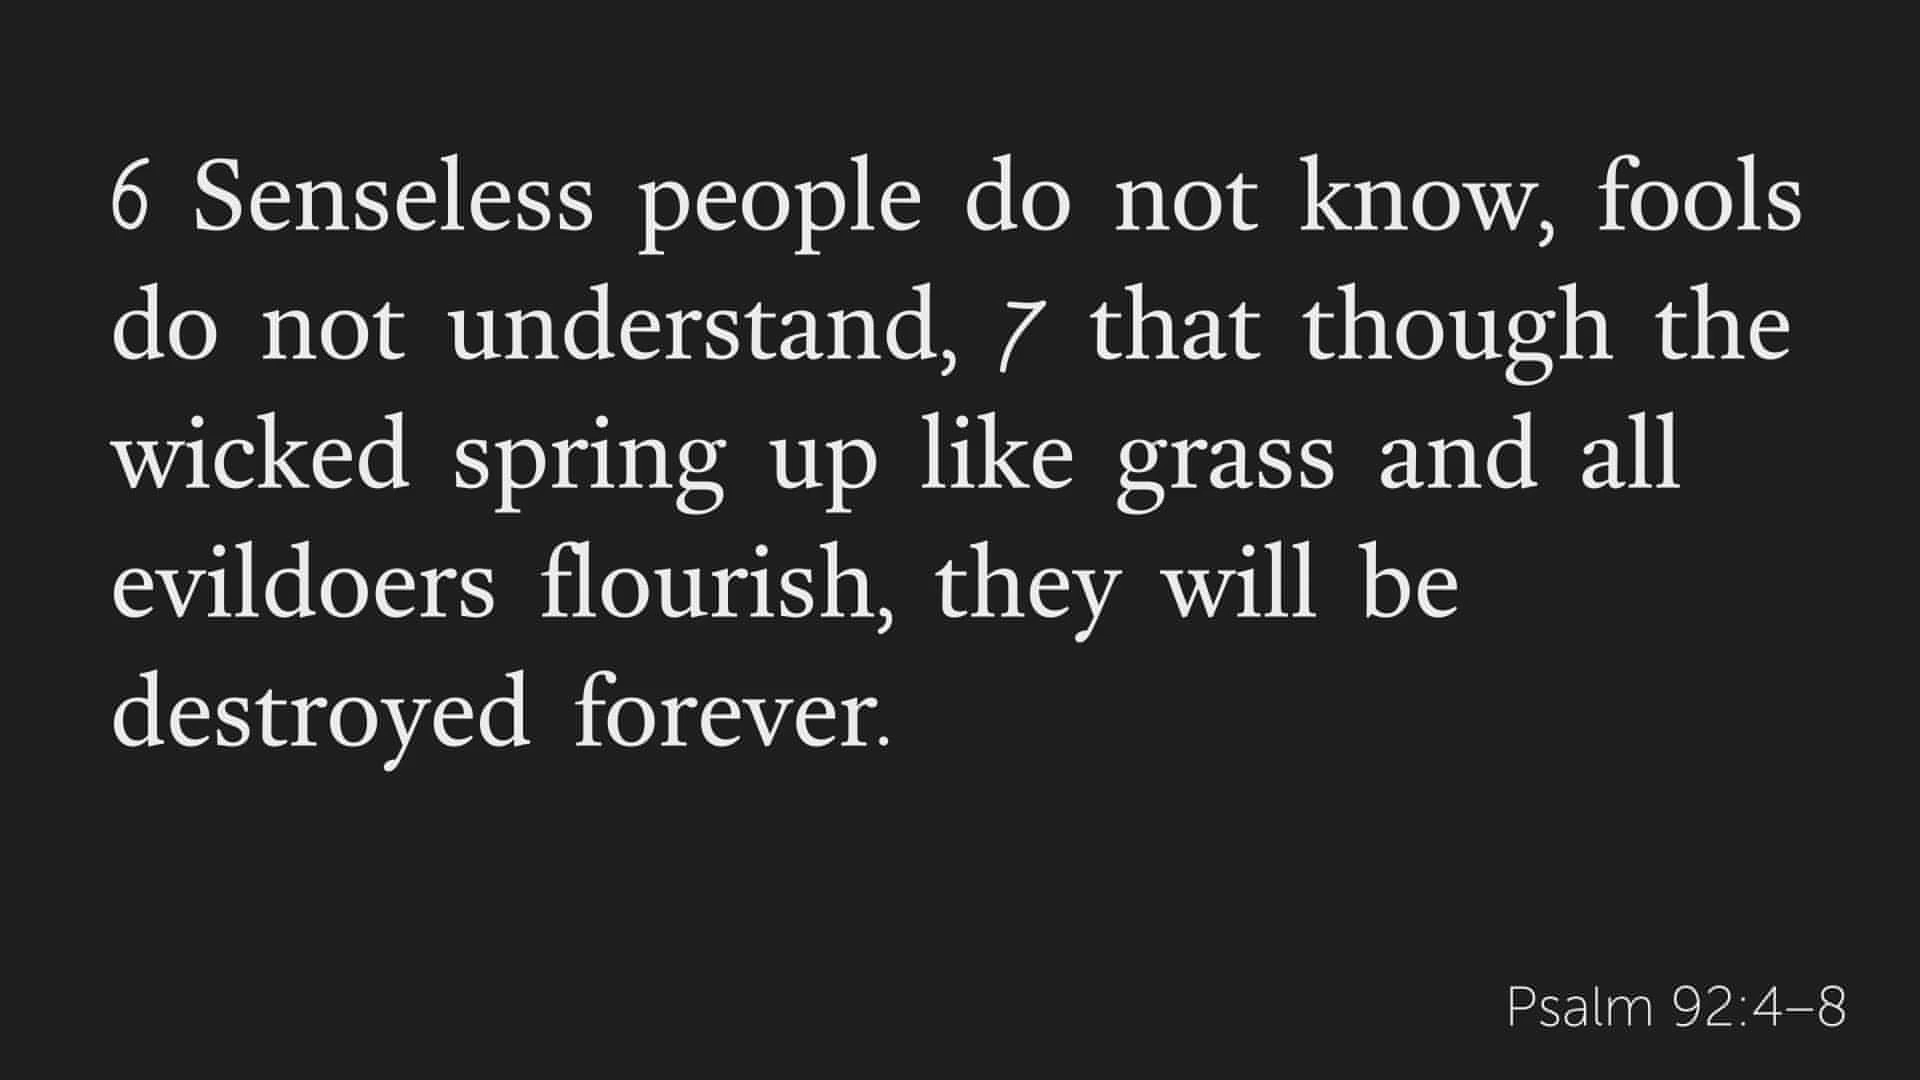 6 Senseless people do not know, fools
do not understand, 7 that though the
wicked spring up like grass and all
evildoers flourish, they will be
destroyed forever.
Psalm 92:4–8